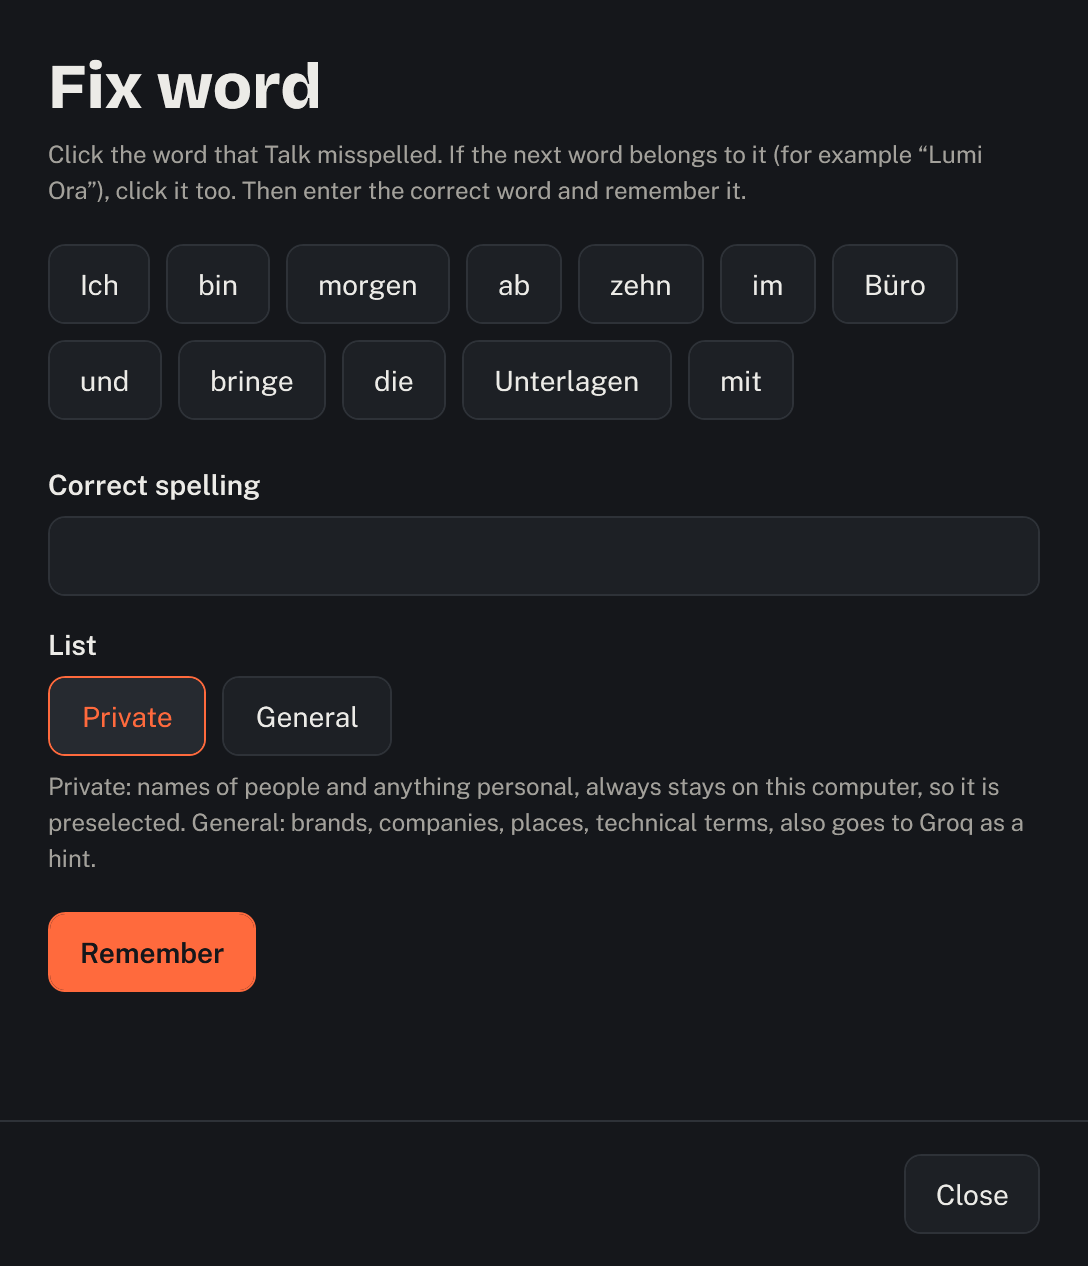 Fix word
Click the word that Talk misspelled. If the next word belongs to it (for example “Lumi
Ora”), click it too. Then enter the correct word and remember it.
Ich bin morgen ab zehn im Büro
und bringe die Unterlagen mit
Correct spelling
List
Private General
Private: names of people and anything personal, always stays on this computer, so it is
preselected. General: brands, companies, places, technical terms, also goes to Groq as a
hint.
Remember
Close